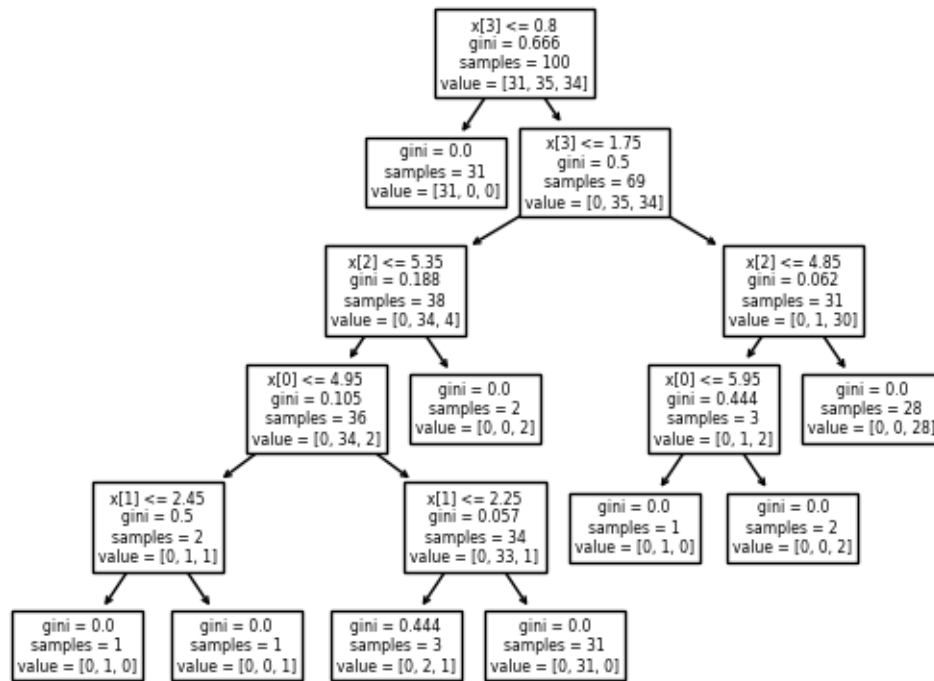 x[3] <= 0.8
gini = 0.666
samples = 100
value = [31, 35, 34]
gini = 0.0
samples = 31
value = [31, 0, 0]
x[3] <= 1.75
gini = 0.5
samples = 69
value = [0, 35, 34]
x[2] <= 5.35
gini = 0.188
samples = 38
value = [0, 34, 4]
x[2] <= 4.85
gini = 0.062
samples = 31
value = [0, 1, 30]
x[0] <= 4.95
gini = 0.105
samples = 36
value = [0, 34, 2]
gini = 0.0
samples = 2
value = [0, 0, 2]
x[0] <= 5.95
gini = 0.444
samples = 3
value = [0, 1, 2]
gini = 0.0
samples = 28
value = [0, 0, 28]
x[1] <= 2.45
gini = 0.5
samples = 2
value = [0, 1, 1]
x[1] <= 2.25
gini = 0.057
samples = 34
value = [0, 33, 1]
gini = 0.0
samples = 1
value = [0, 1, 0]
gini = 0.0
samples = 2
value = [0, 0, 2]
gini = 0.0
samples = 1
value = [0, 1, 0]
gini = 0.0
samples = 1
value = [0, 0, 1]
gini = 0.444
samples = 3
value = [0, 2, 1]
gini = 0.0
samples = 31
value = [0, 31, 0]